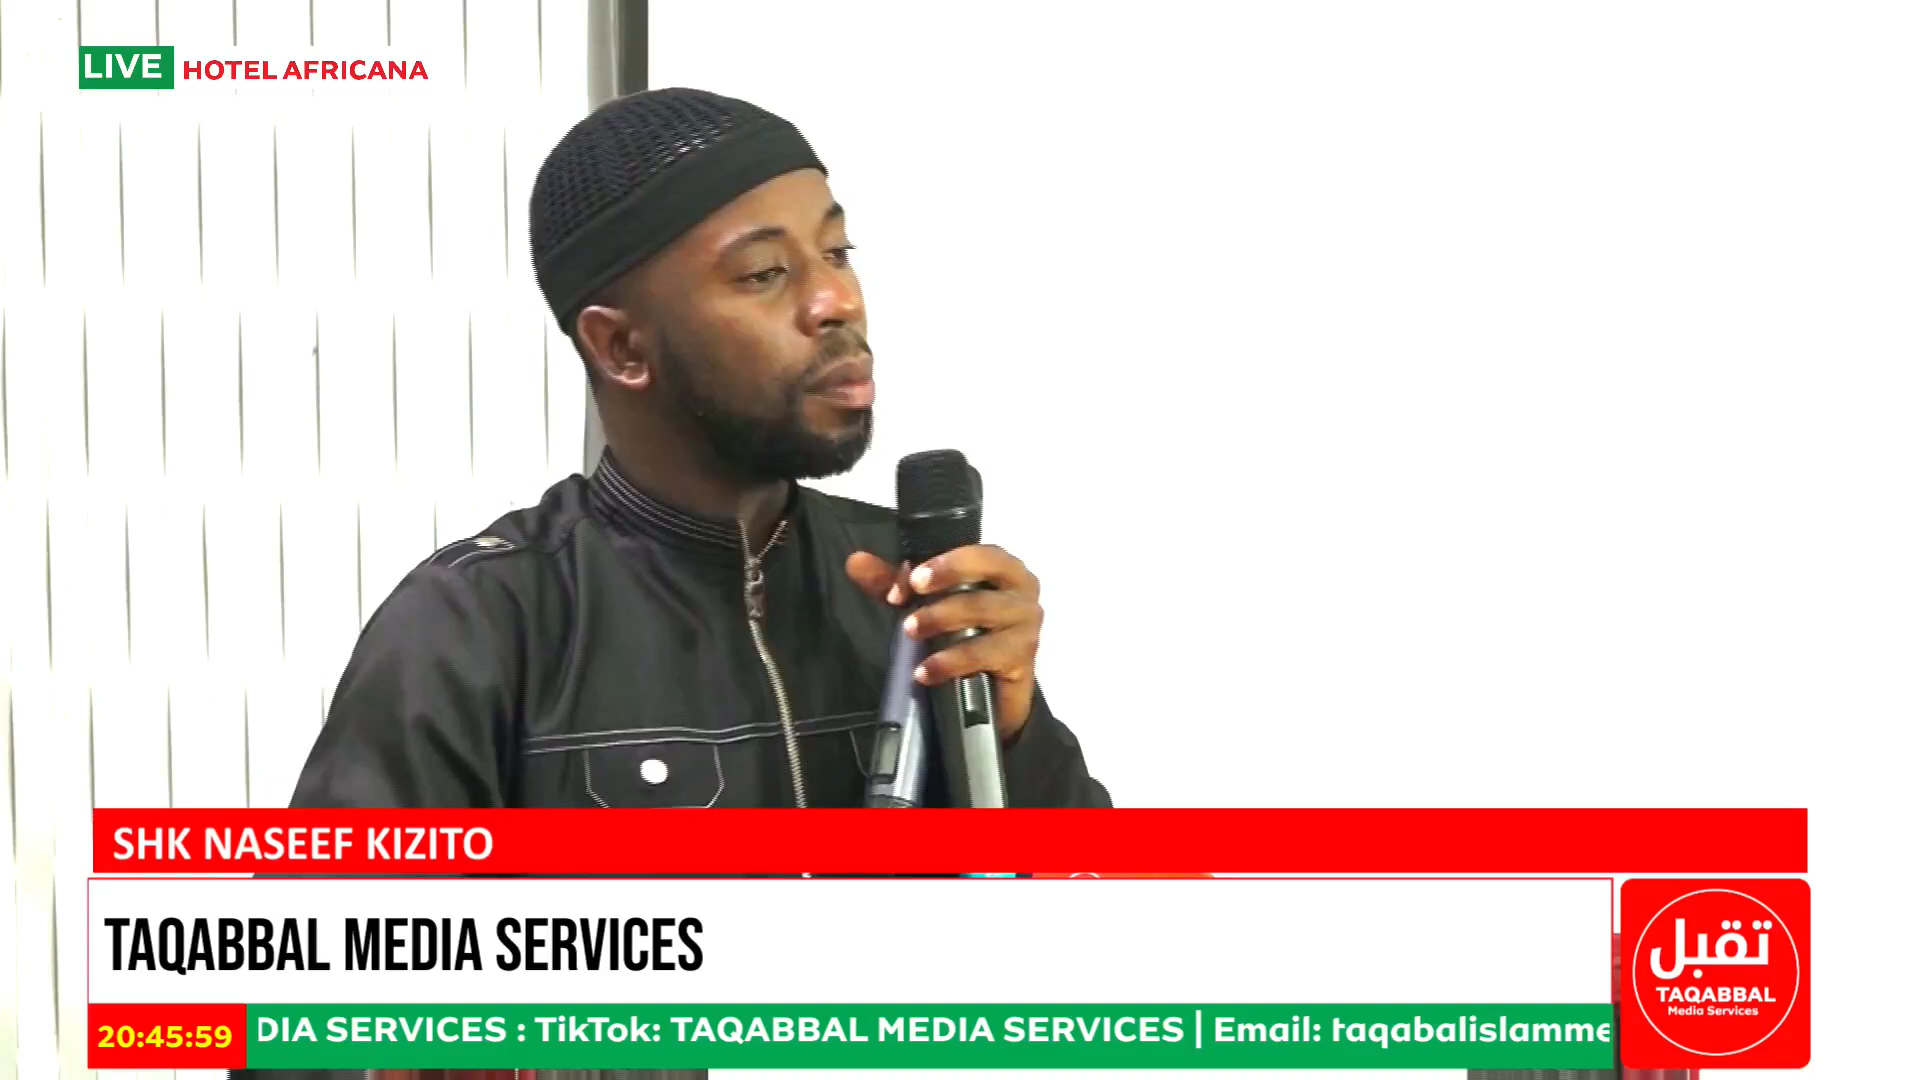 LIVE HOTEL AFRICANA
SHK NASEEF KIZITO
TAQABBAL MEDIA SERVICES
تقبل
TAQABBAL
Media Services
20:45:59 DIA SERVICES : TikTok: TAQABBAL MEDIA SERVICES | Email: taqabalislamme